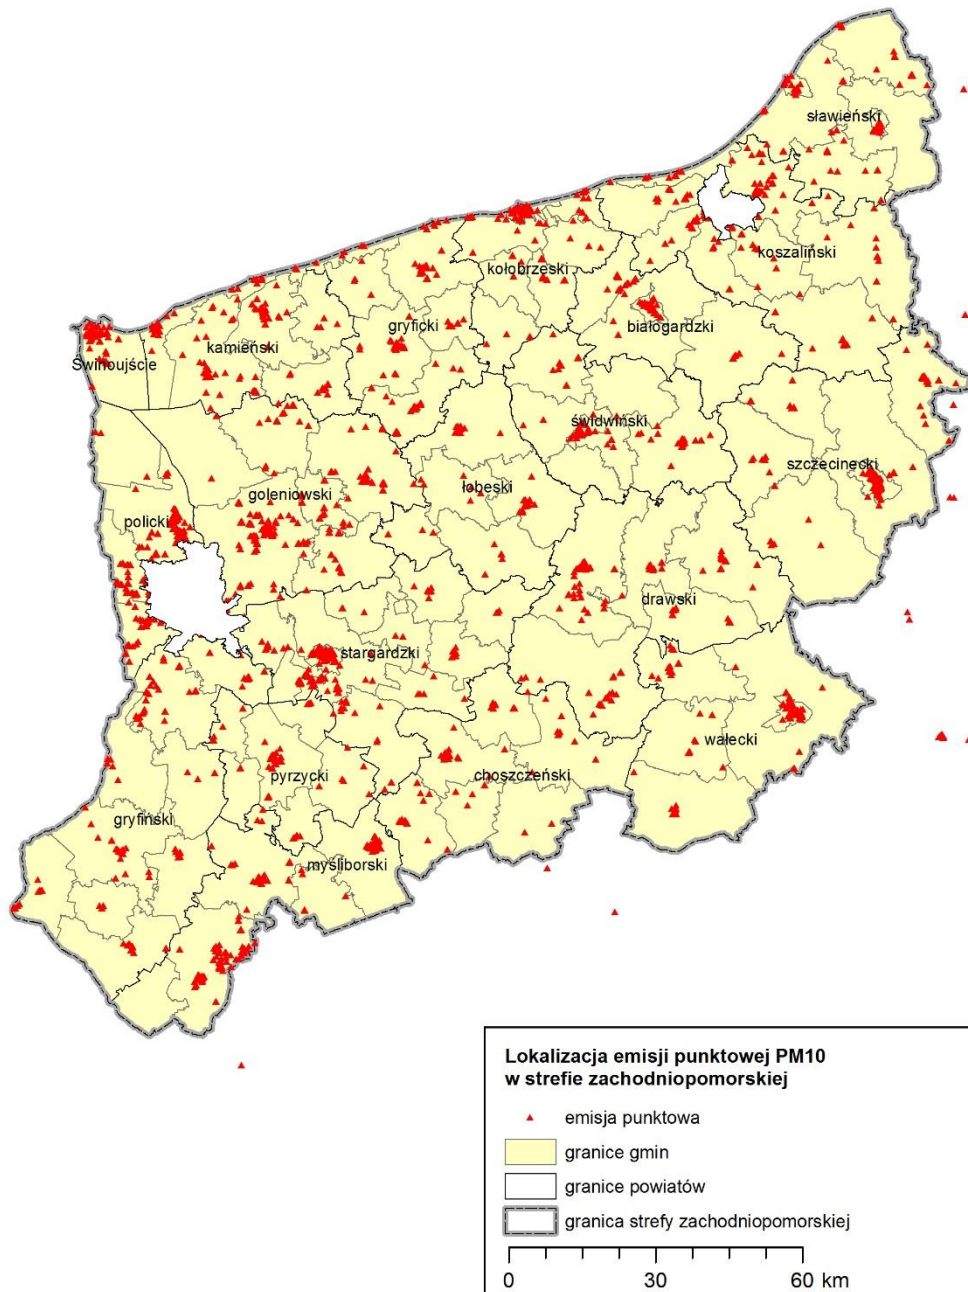 sławieński
koszaliński
kołobrzeski
białogardzki
gryficki
kamieński
Świnoujście
świdwiński
szczecinecki
łobeski
goleniowski
policki
drawski
stargardzki
wałecki
choszczeński
pyrzycki
gryfiński
myśliborski
Lokalizacja emisji punktowej PM10
w strefie zachodniopomorskiej
emisja punktowa
granice gmin
granice powiatów
granica strefy zachodniopomorskiej
0 30 60 km